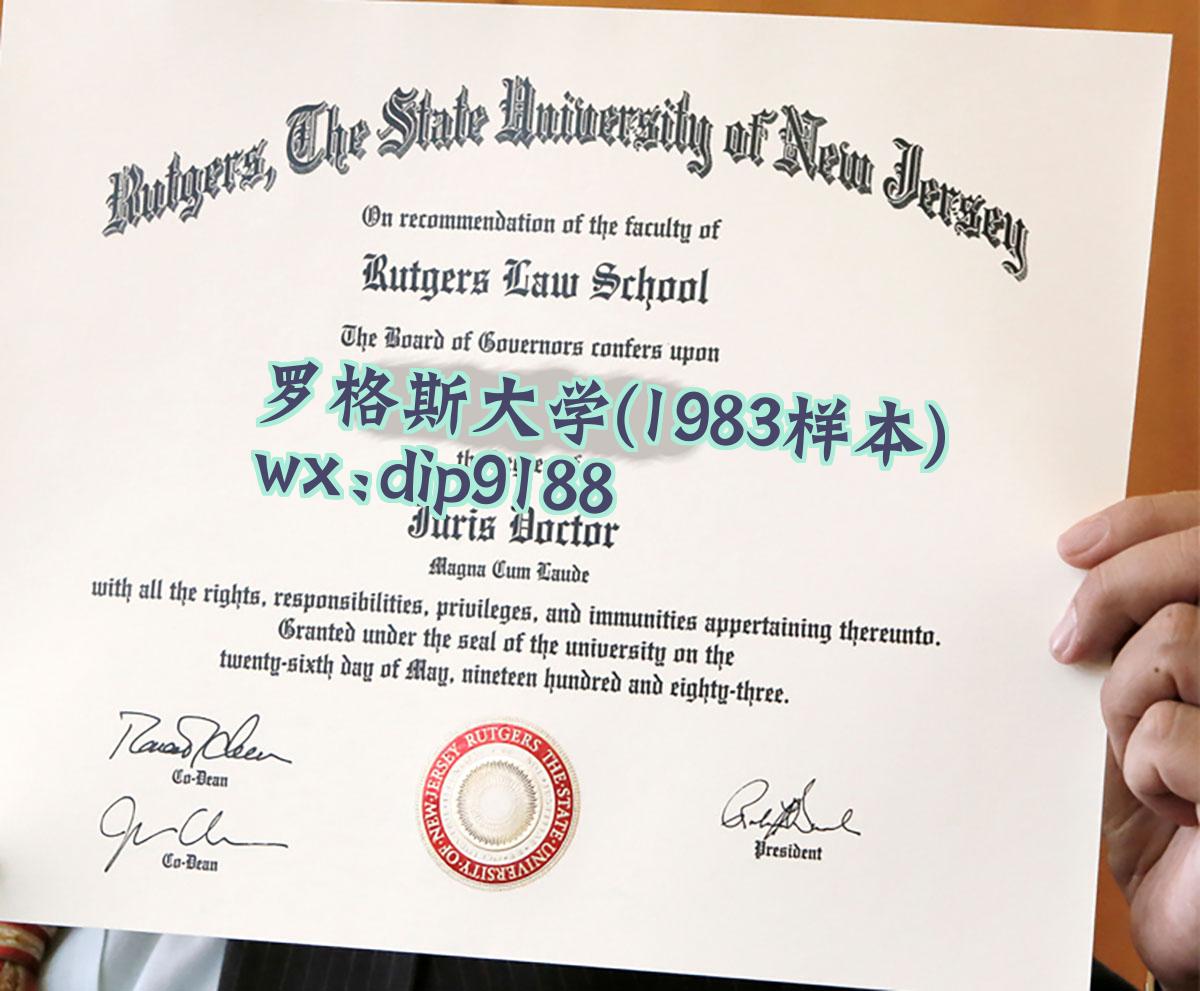 Rutgers, The State University of New Jersey
On recommendation of the faculty of
Rutgers Law School
The Board of Governors confers upon
罗格斯大学(1983样本)
wx:dip9188
Juris Doctor
Magna Cum Laude
with all the rights, responsibilities, privileges, and immunities appertaining thereunto.
Granted under the seal of the university on the
twenty-sixth day of May, nineteen hundred and eighty-three.
Co-Dean
Co-Dean
RUTGERS THE·STATE·UNIVERSITY·OF·NEW·JERSEY
President